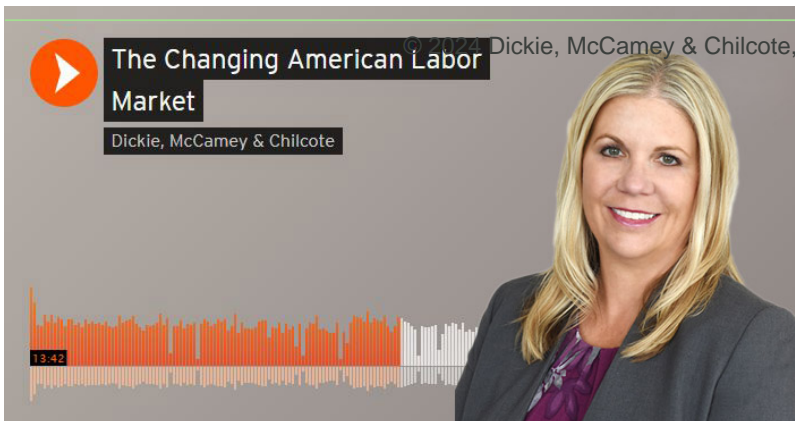 © 2024 Dickie, McCamey & Chilcote,
The Changing American Labor
Market
Dickie, McCamey & Chilcote
13:42